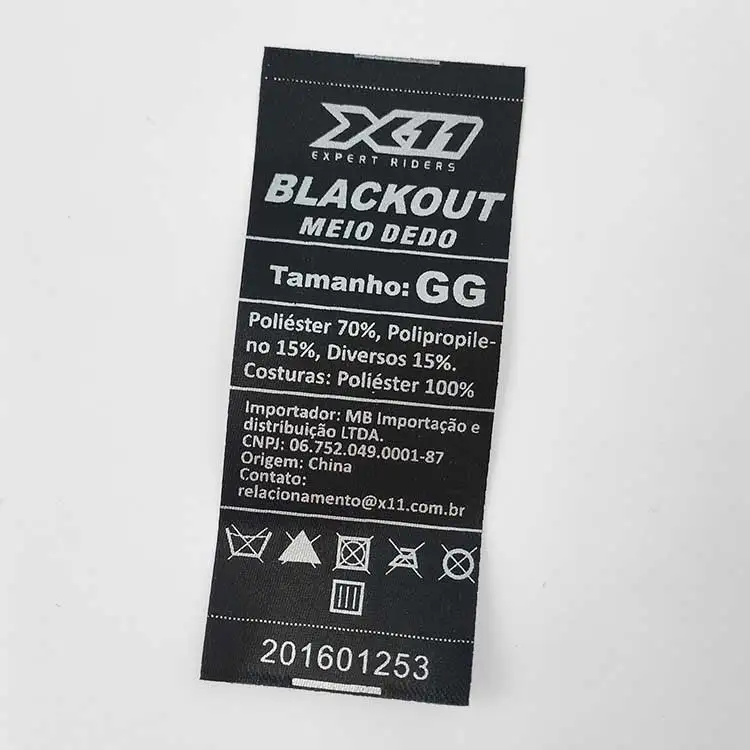 X11
EXPERT RIDERS
BLACKOUT
MEIO DEDO
Tamanho: GG
Poliéster 70%, Polipropile-
no 15%, Diversos 15%.
Costuras: Poliéster 100%
Importador: MB Importação e
distribuição LTDA.
CNPJ: 06.752.049.0001-87
Origem: China
Contato:
relacionamento@x11.com.br
201601253